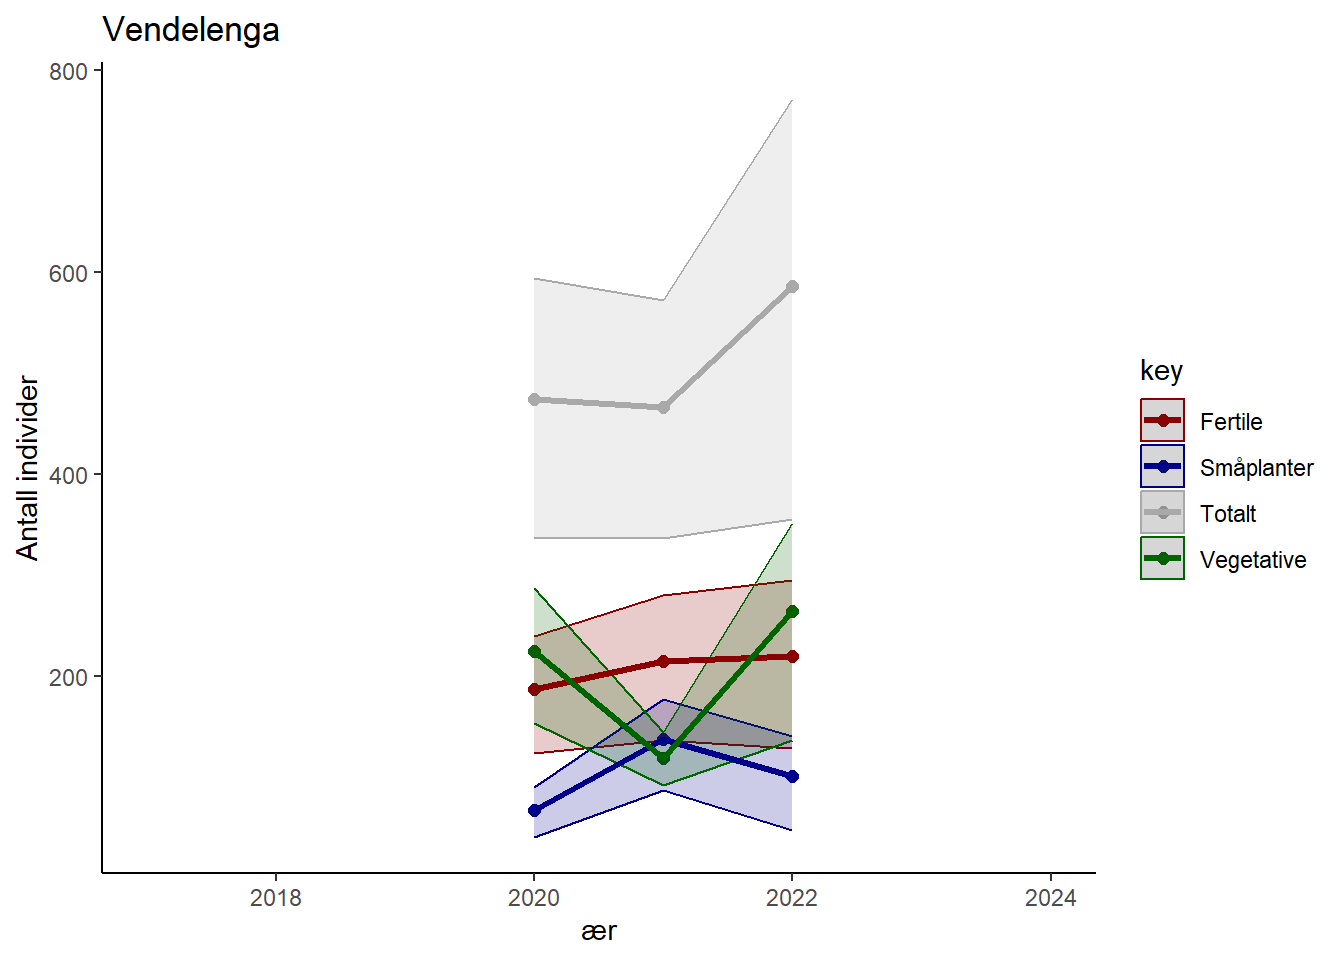 Vendelenga
Antall individer
800
600
400
200
2018
2020
2022
2024
ær
key
Fertile
Småplanter
Totalt
Vegetative